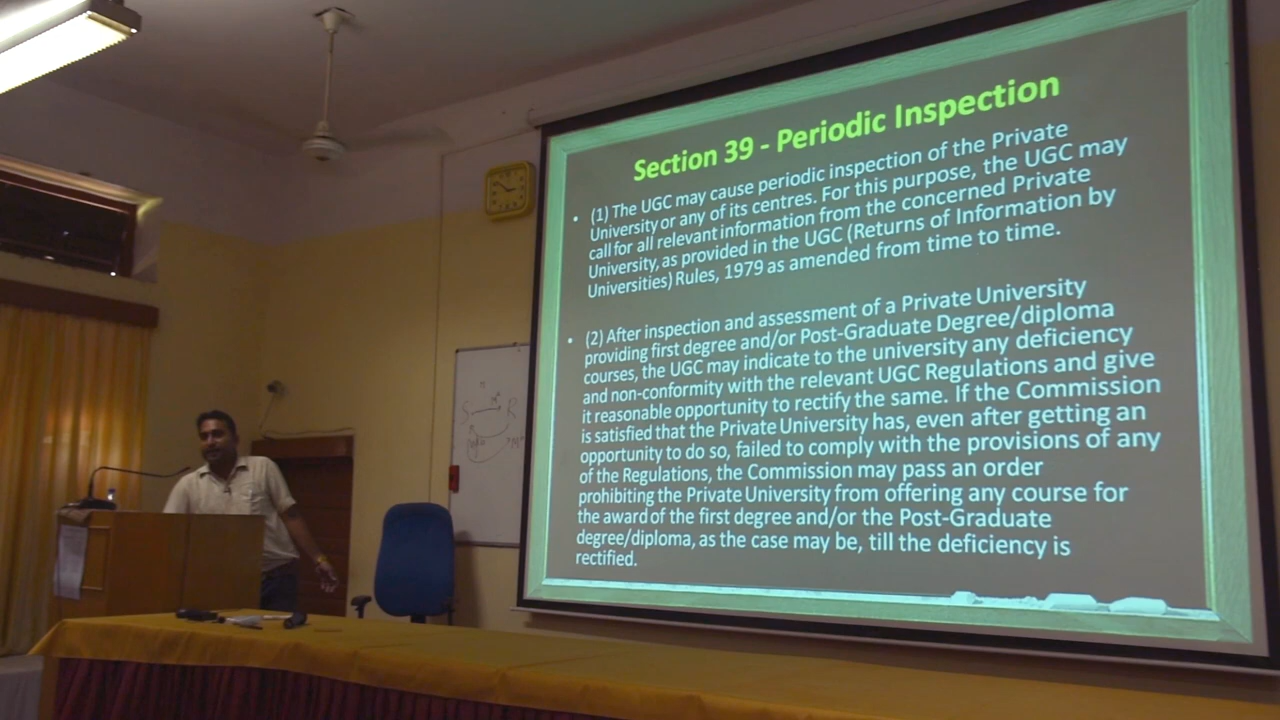 Section 39 - Periodic Inspection
• (1) The UGC may cause periodic inspection of the Private
University or any of its centres. For this purpose, the UGC may
call for all relevant information from the concerned Private
University, as provided in the UGC (Returns of Information by
Universities) Rules, 1979 as amended from time to time.
• (2) After inspection and assessment of a Private University
providing first degree and/or Post-Graduate Degree/diploma
courses, the UGC may indicate to the university any deficiency
and non-conformity with the relevant UGC Regulations and give
it reasonable opportunity to rectify the same. If the Commission
is satisfied that the Private University has, even after getting an
opportunity to do so, failed to comply with the provisions of any
of the Regulations, the Commission may pass an order
prohibiting the Private University from offering any course for
the award of the first degree and/or the Post-Graduate
degree/diploma, as the case may be, till the deficiency is
rectified.
S R